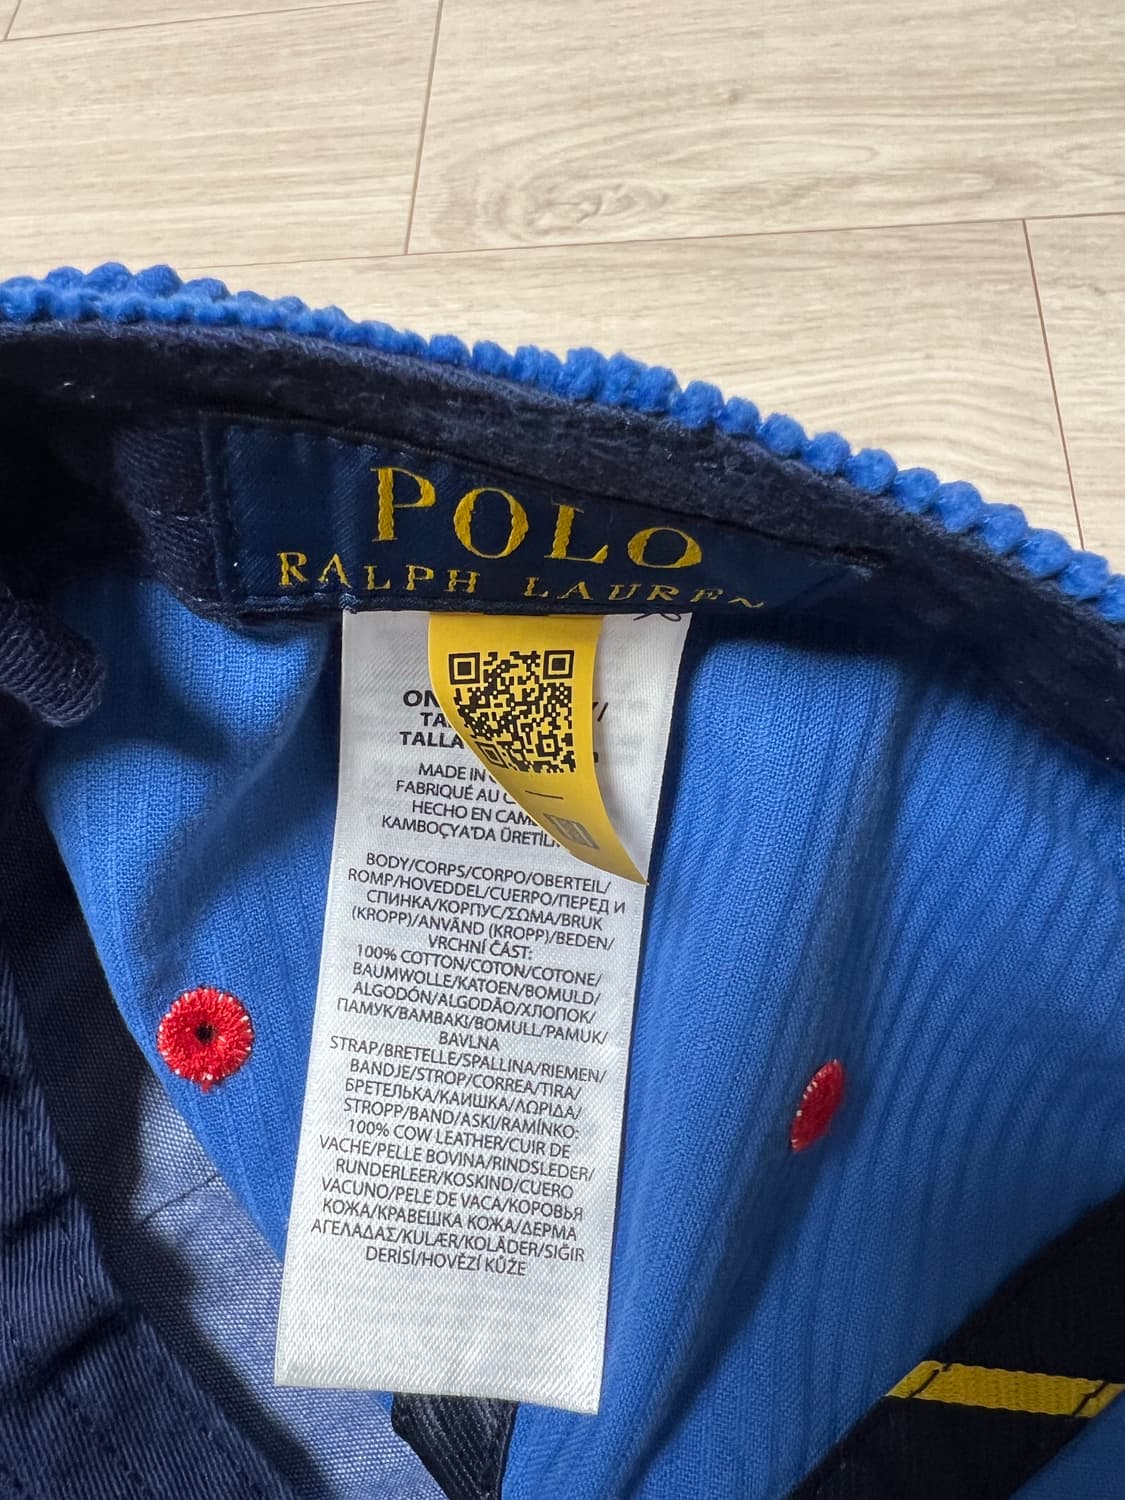 POLO
RALPH LAUREN
MADE IN
FABRIQUÉ AU
HECHO EN
KAMBOÇYA'DA
BODY/CORPS/CORPO/OBERTEIL/
ROMP/HOVEDDEL/CUERPO/ПЕРЕД И
СПИНКА/КОРПУС/ΣΩΜΑ/BRUK
(KROPP)/ANVÄND (KROPP)/BEDEN/
VRCHNÍ ČÁST:
100% COTTON/COTON/COTONE/
BAUMWOLLE/KATOEN/BOMULD/
ALGODÓN/ALGODÃO/ХЛОПОК/
ПАМУК/ΒΑΜΒΑΚΙ/BOMULL/PAMUK/
BAVLNA
STRAP/BRETELLE/SPALLINA/RIEMEN/
BANDJE/STROP/CORREA/TIRA/
БРЕТЕЛЬКА/КАИШКА/ΛΩΡΙΔΑ/
STROPP/BAND/ASKI/RAMÍNKO:
100% COW LEATHER/CUIR DE
VACHE/PELLE BOVINA/RINDSLEDER/
RUNDERLEER/KOSKIND/CUERO
VACUNO/PELE DE VACA/КОРОВЬЯ
КОЖА/КРАВЕШКА КОЖА/ΔΕΡΜΑ
ΑΓΕΛΑΔΑΣ/KULÆR/KOLÄDER/SIĞIR
DERİSİ/HOVĚZÍ KŮŽE